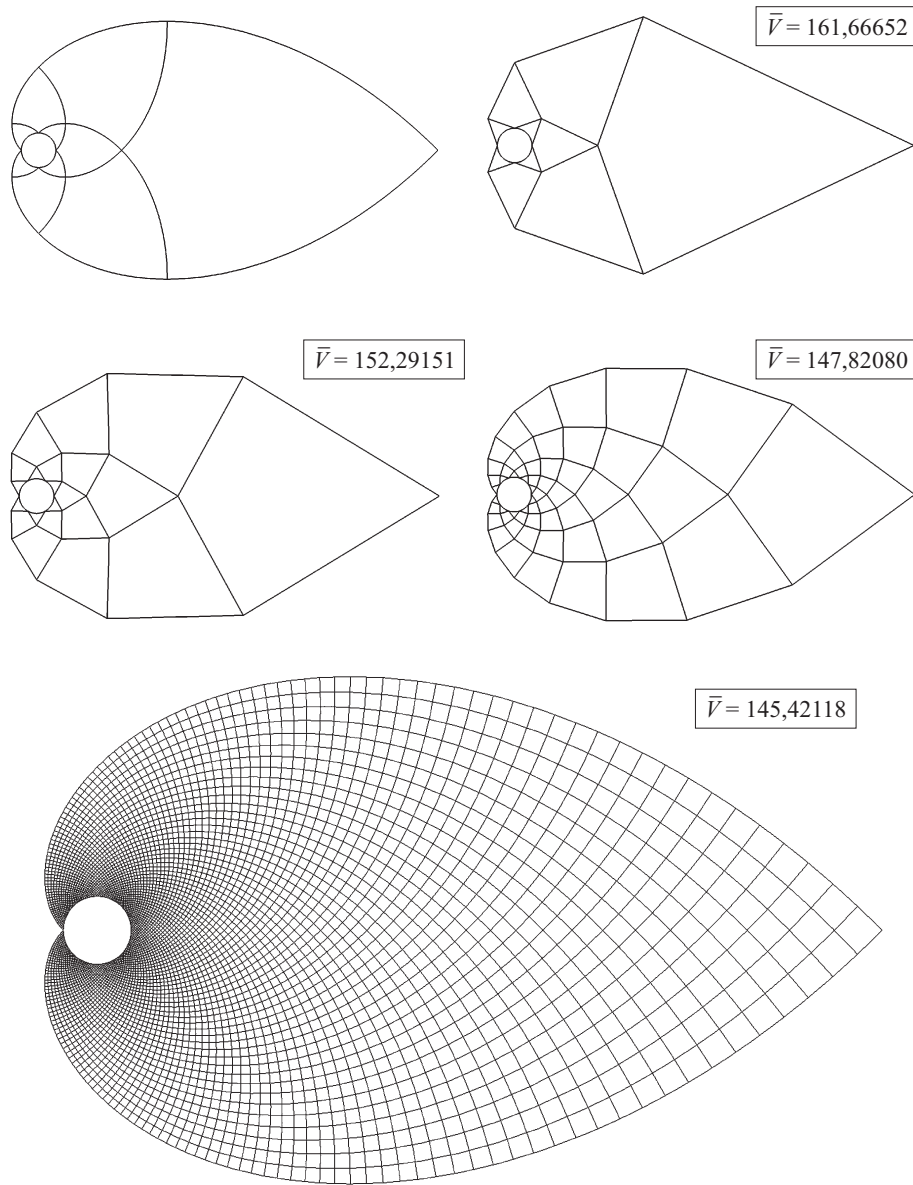 V̅ = 161,66652
V̅ = 152,29151
V̅ = 147,82080
V̅ = 145,42118